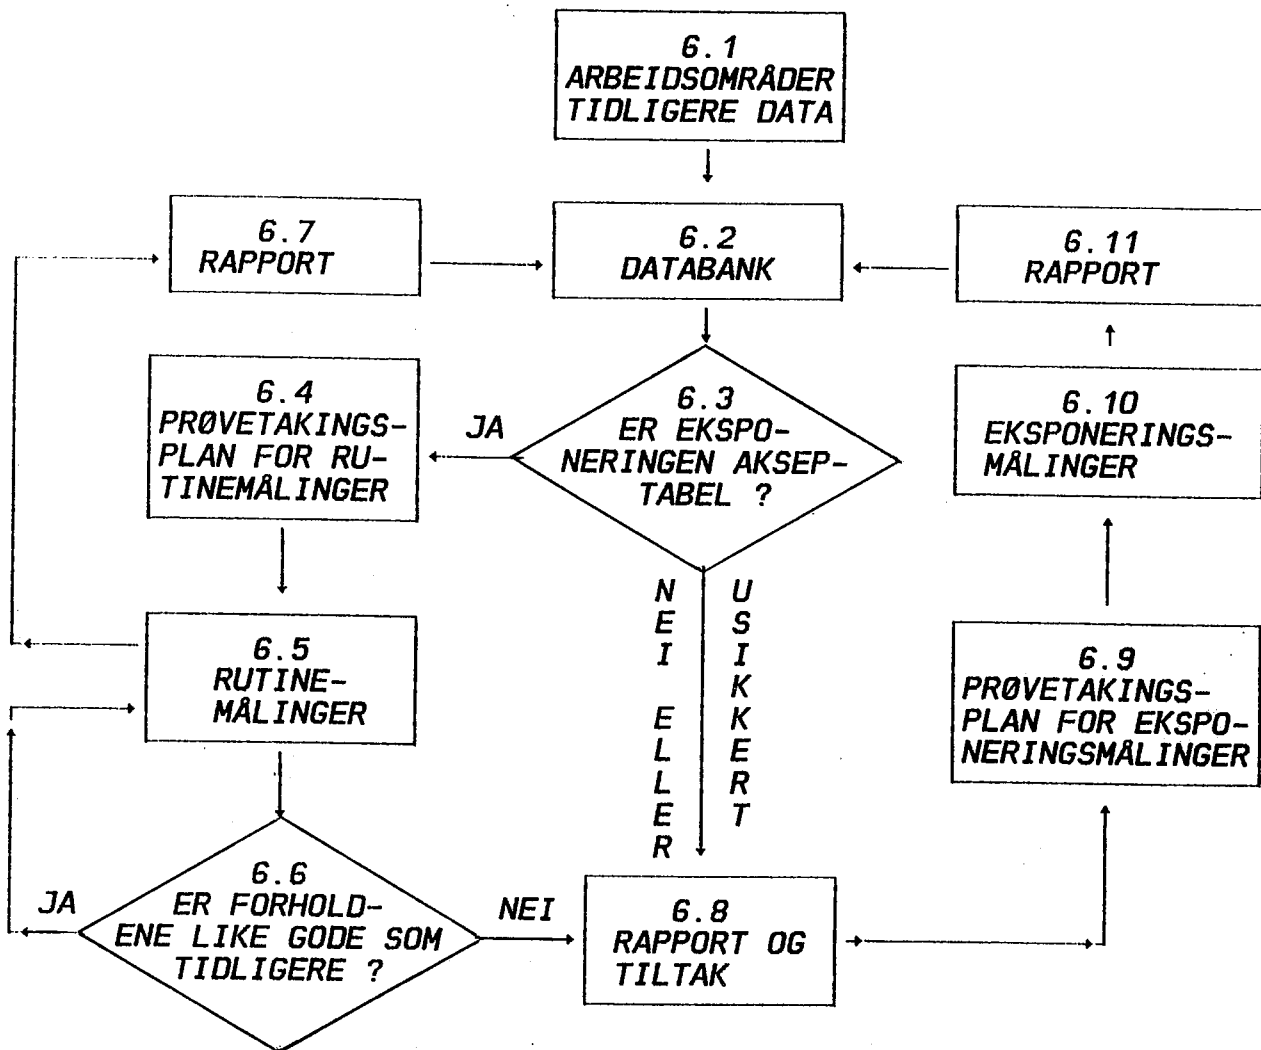 6.1
ARBEIDSOMRÅDER
TIDLIGERE DATA
6.7
RAPPORT
6.2
DATABANK
6.11
RAPPORT
6.4
PRØVETAKINGS-
PLAN FOR RU-
TINEMÅLINGER
JA
6.3
ER EKSPO-
NERINGEN AKSEP-
TABEL ?
6.10
EKSPONERINGS-
MÅLINGER
NEI ELLER
USIKKERT
6.5
RUTINE-
MÅLINGER
6.9
PRØVETAKINGS-
PLAN FOR EKSPO-
NERINGSMÅLINGER
JA
6.6
ER FORHOLD-
ENE LIKE GODE SOM
TIDLIGERE ?
NEI
6.8
RAPPORT OG
TILTAK